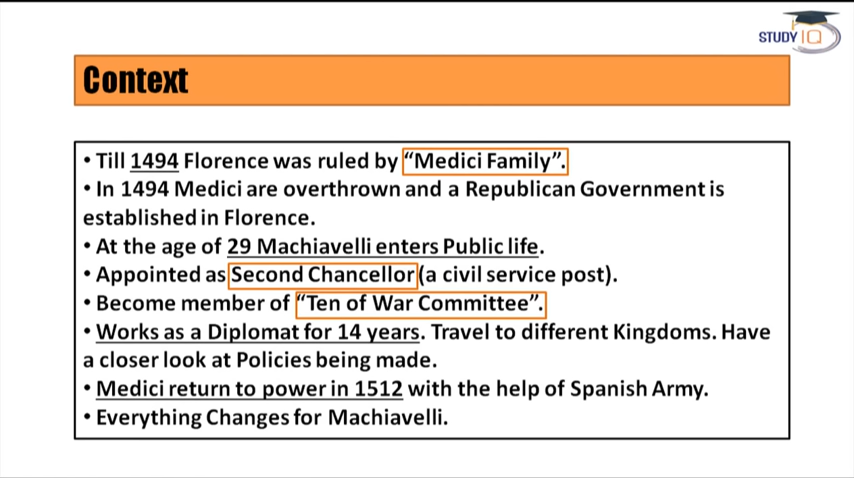 STUDY IQ
Context
• Till 1494 Florence was ruled by “Medici Family”.
• In 1494 Medici are overthrown and a Republican Government is
established in Florence.
• At the age of 29 Machiavelli enters Public life.
• Appointed as Second Chancellor (a civil service post).
• Become member of “Ten of War Committee”.
• Works as a Diplomat for 14 years. Travel to different Kingdoms. Have
a closer look at Policies being made.
• Medici return to power in 1512 with the help of Spanish Army.
• Everything Changes for Machiavelli.